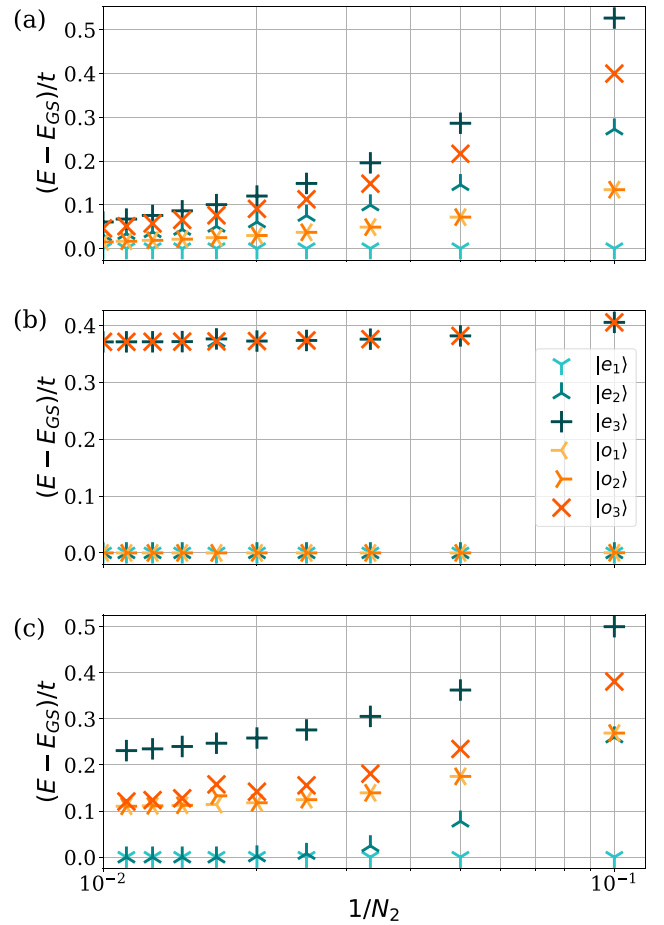 (a)
(E − E_GS)/t
0.5
0.4
0.3
0.2
0.1
0.0
(b)
(E − E_GS)/t
0.4
0.3
0.2
0.1
0.0
|e₁⟩
|e₂⟩
|e₃⟩
|o₁⟩
|o₂⟩
|o₃⟩
(c)
(E − E_GS)/t
0.5
0.4
0.3
0.2
0.1
0.0
10⁻²
10⁻¹
1/N₂